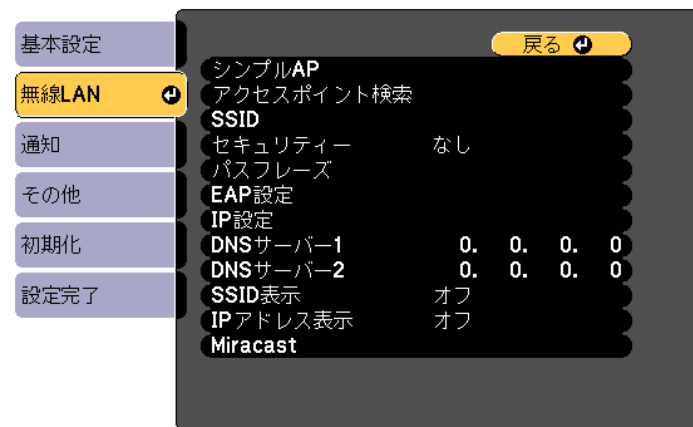 基本設定
無線LAN
通知
その他
初期化
設定完了
戻る
シンプルAP
アクセスポイント検索
SSID
セキュリティー なし
パスフレーズ
EAP設定
IP設定
DNSサーバー1 0. 0. 0. 0
DNSサーバー2 0. 0. 0. 0
SSID表示 オフ
IPアドレス表示 オフ
Miracast